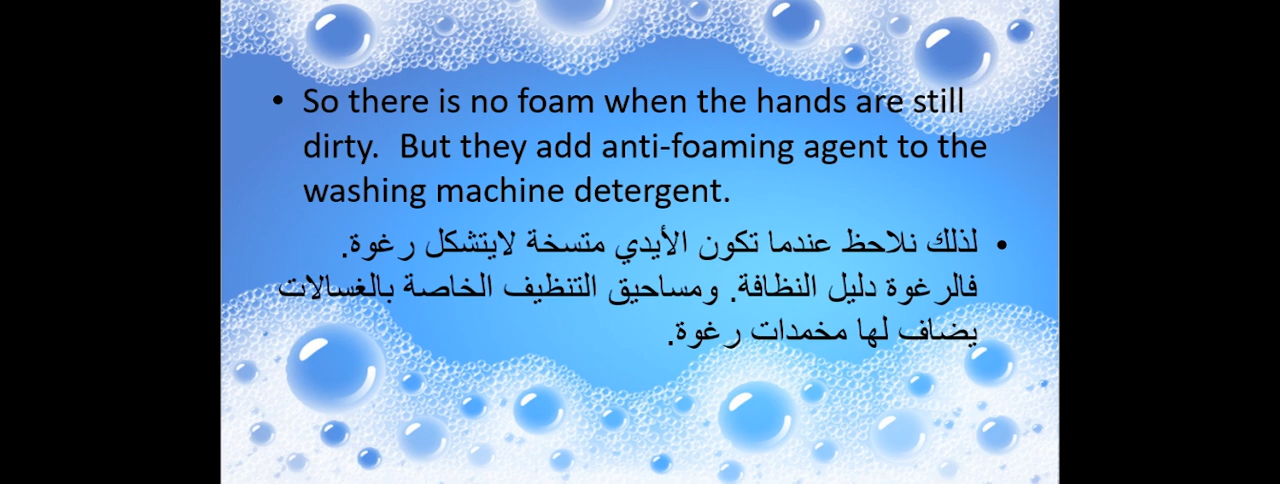 • So there is no foam when the hands are still
dirty.  But they add anti-foaming agent to the
washing machine detergent.
• لذلك نلاحظ عندما تكون الأيدي متسخة لايتشكل رغوة.
فالرغوة دليل النظافة. ومساحيق التنظيف الخاصة بالغسالات
يضاف لها مخمدات رغوة.